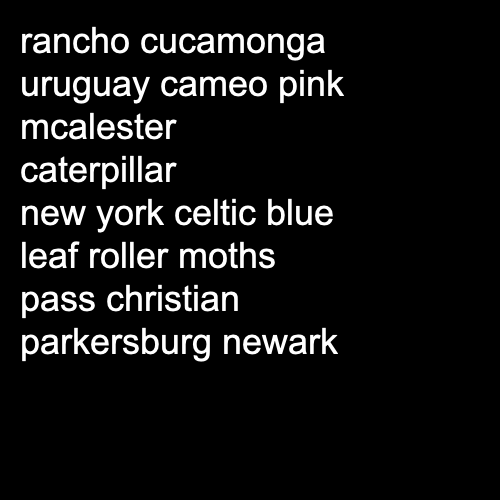 rancho cucamonga
uruguay cameo pink
mcalester
caterpillar
new york celtic blue
leaf roller moths
pass christian
parkersburg newark